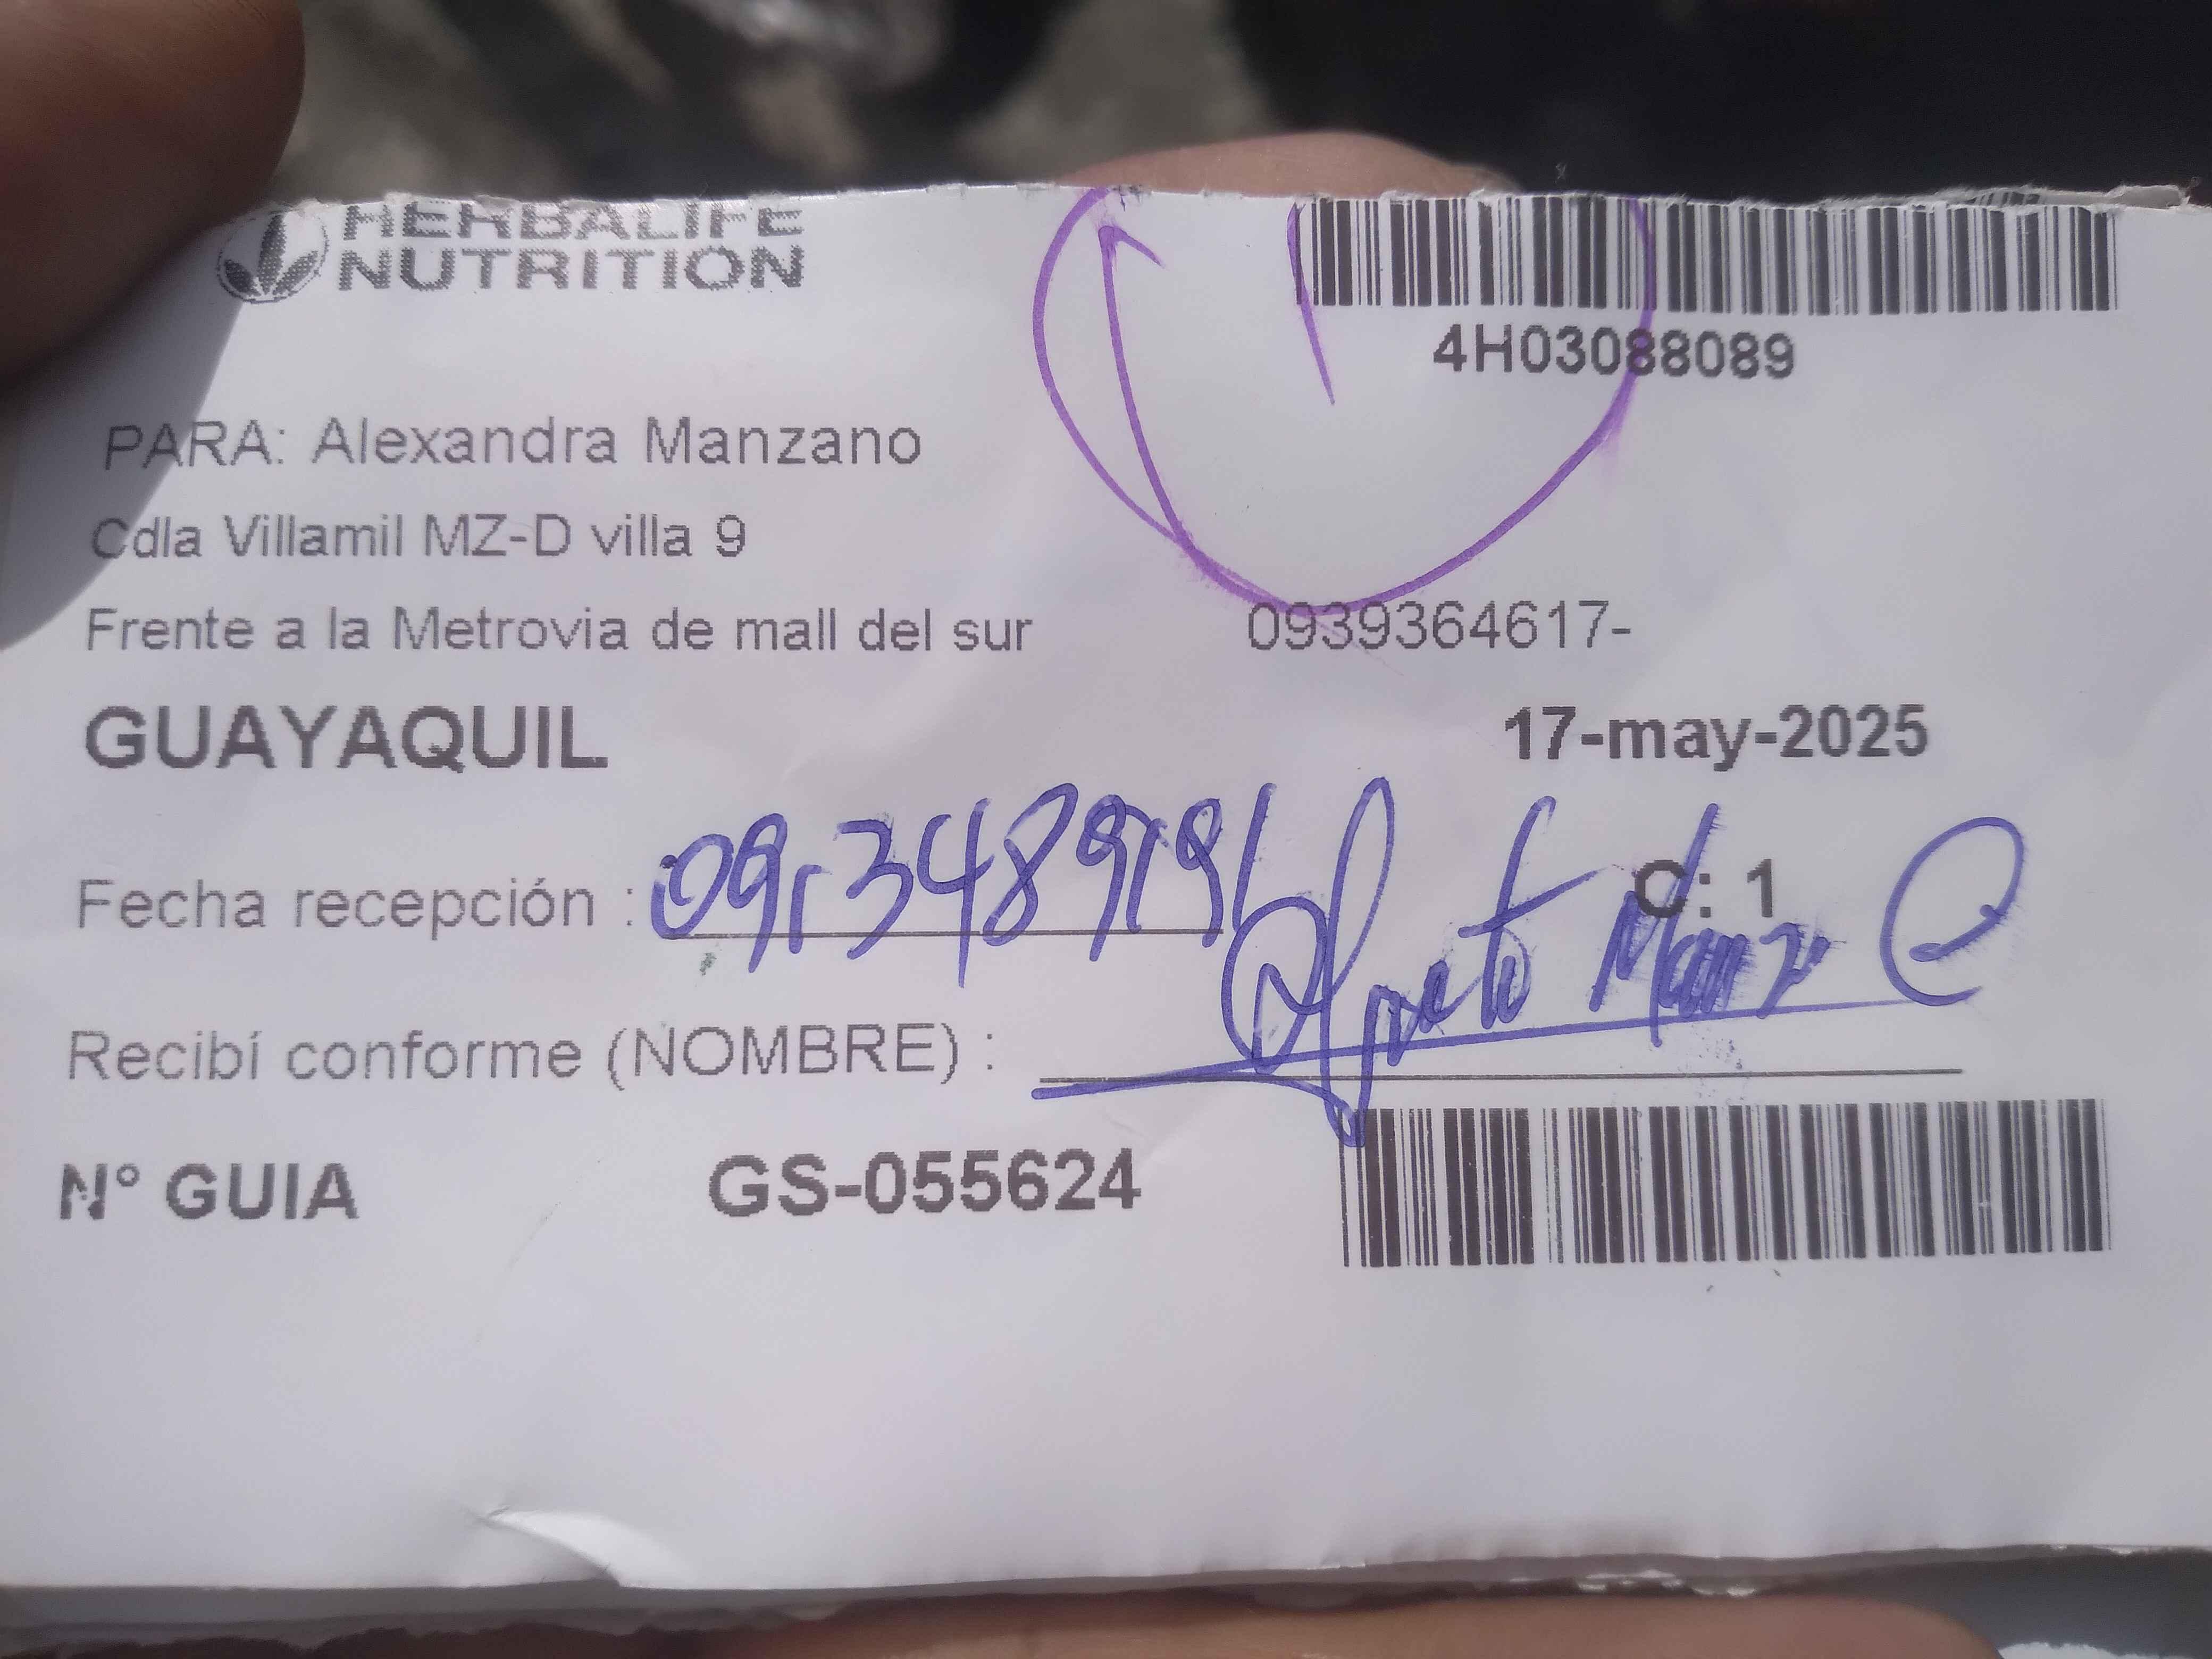 HERBALIFE
NUTRITION
4H03088089
PARA: Alexandra Manzano
Cdla Villamil MZ-D villa 9
Frente a la Metrovia de mall del sur 0939364617-
GUAYAQUIL 17-may-2025
C: 1
Fecha recepción :
Recibí conforme (NOMBRE) :
N° GUIA GS-055624